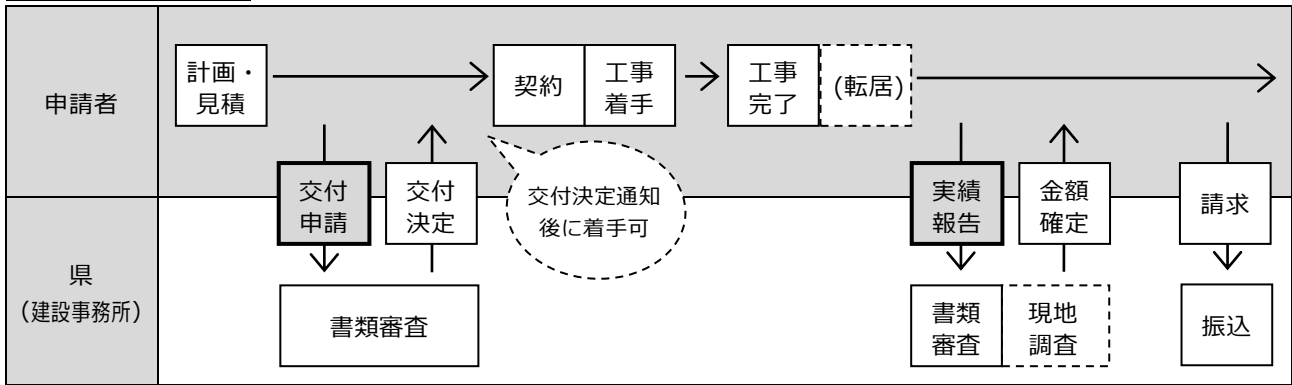 申請者
計画・
見積
契約
工事
着手
工事
完了
(転居)
交付
申請
交付
決定
交付決定通知
後に着手可
実績
報告
金額
確定
請求
県
(建設事務所)
書類審査
書類
審査
現地
調査
振込